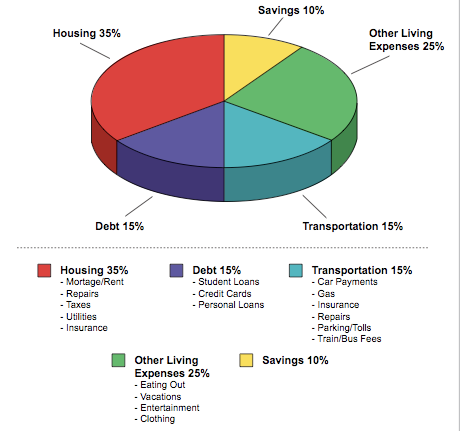 Savings 10%
Housing 35%
Other Living
Expenses 25%
Debt 15%
Transportation 15%
Housing 35%
- Mortage/Rent
- Repairs
- Taxes
- Utilities
- Insurance
Debt 15%
- Student Loans
- Credit Cards
- Personal Loans
Transportation 15%
- Car Payments
- Gas
- Insurance
- Repairs
- Parking/Tolls
- Train/Bus Fees
Other Living
Expenses 25%
- Eating Out
- Vacations
- Entertainment
- Clothing
Savings 10%